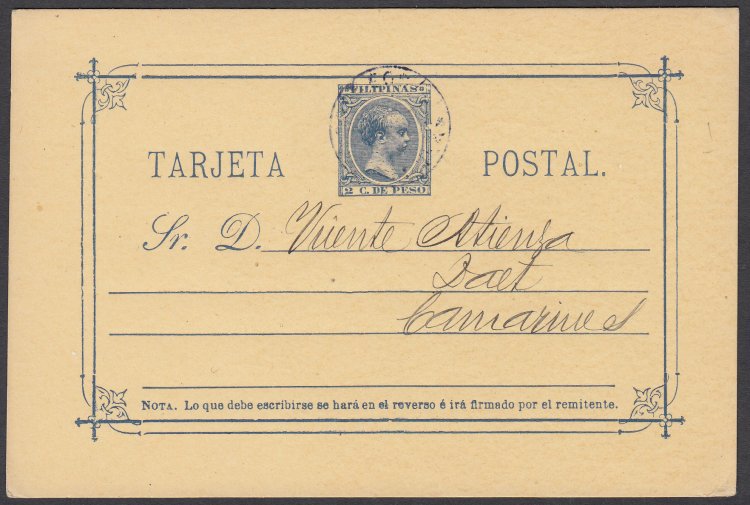 FILIPINAS
TARJETA POSTAL.
2 C. DE PESO
Sr. D. Vicente Atienza
Daet
Camarines
NOTA. Lo que debe escribirse se hará en el reverso é irá firmado por el remitente.